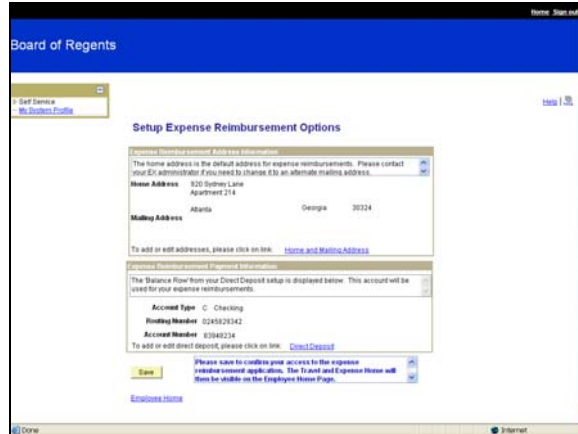 Home Sign out
Board of Regents
Self Service
My System Profile
Help
Setup Expense Reimbursement Options
Expense Reimbursement Address Information
The home address is the default address for expense reimbursements. Please contact
your EX administrator if you need to change it to an alternate mailing address.
Home Address 920 Sydney Lane
Apartment 214
Atlanta Georgia 30324
Mailing Address
To add or edit addresses, please click on link: Home and Mailing Address
Expense Reimbursement Payment Information
The 'Balance Row' from your Direct Deposit setup is displayed below. This account will be
used for your expense reimbursements.
Account Type C Checking
Routing Number 0245829342
Account Number 83948234
To add or edit direct deposit, please click on link: Direct Deposit
Save
Please save to confirm your access to the expense
reimbursement application. The Travel and Expense Home will
then be visible on the Employee Home Page.
Employee Home
Done Internet